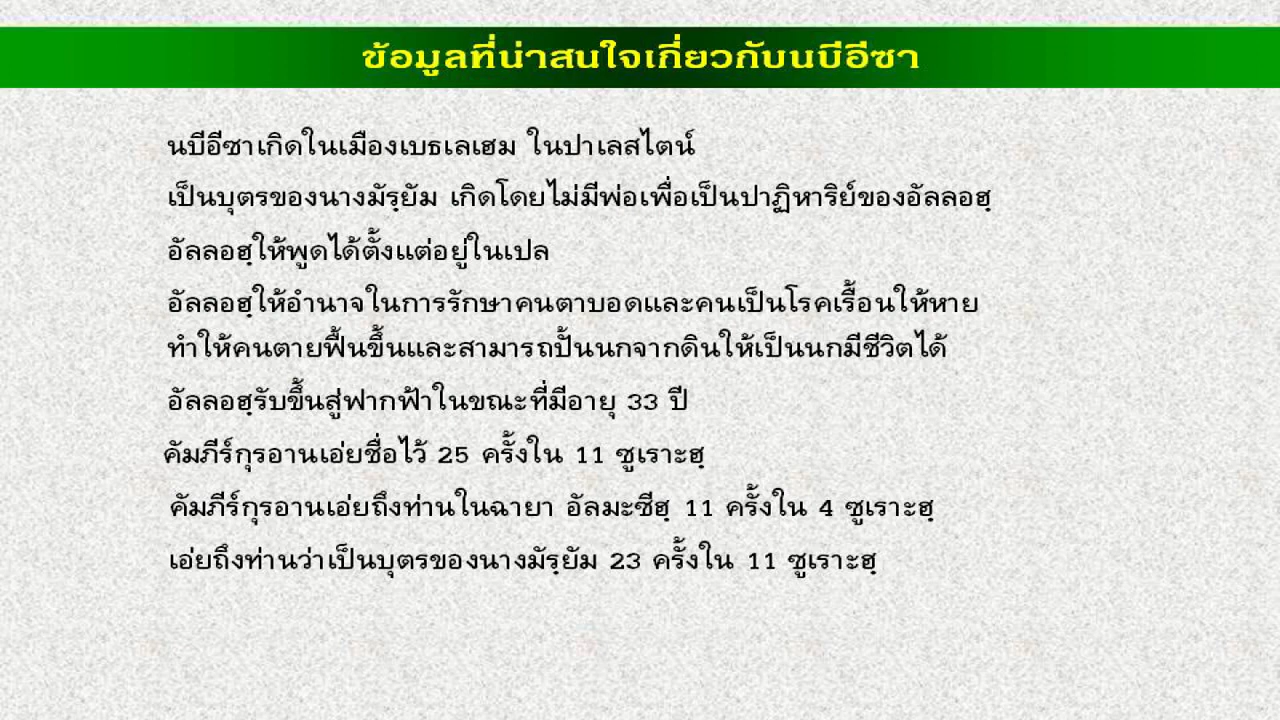 ข้อมูลที่น่าสนใจเกี่ยวกับนบีอีซา
นบีอีซาเกิดในเมืองเบธเลเฮม ในปาเลสไตน์
เป็นบุตรของนางมัรฺยัม เกิดโดยไม่มีพ่อเพื่อเป็นปาฏิหาริย์ของอัลลอฮฺ
อัลลอฮฺให้พูดได้ตั้งแต่อยู่ในเปล
อัลลอฮฺให้อำนาจในการรักษาคนตาบอดและคนเป็นโรคเรื้อนให้หาย
ทำให้คนตายฟื้นขึ้นและสามารถปั้นนกจากดินให้เป็นนกมีชีวิตได้
อัลลอฮฺรับขึ้นสู่ฟากฟ้าในขณะที่มีอายุ 33 ปี
คัมภีร์กุรอานเอ่ยชื่อไว้ 25 ครั้งใน 11 ซูเราะฮฺ
คัมภีร์กุรอานเอ่ยถึงท่านในฉายา อัลมะซีฮฺ 11 ครั้งใน 4 ซูเราะฮฺ
เอ่ยถึงท่านว่าเป็นบุตรของนางมัรฺยัม 23 ครั้งใน 11 ซูเราะฮฺ